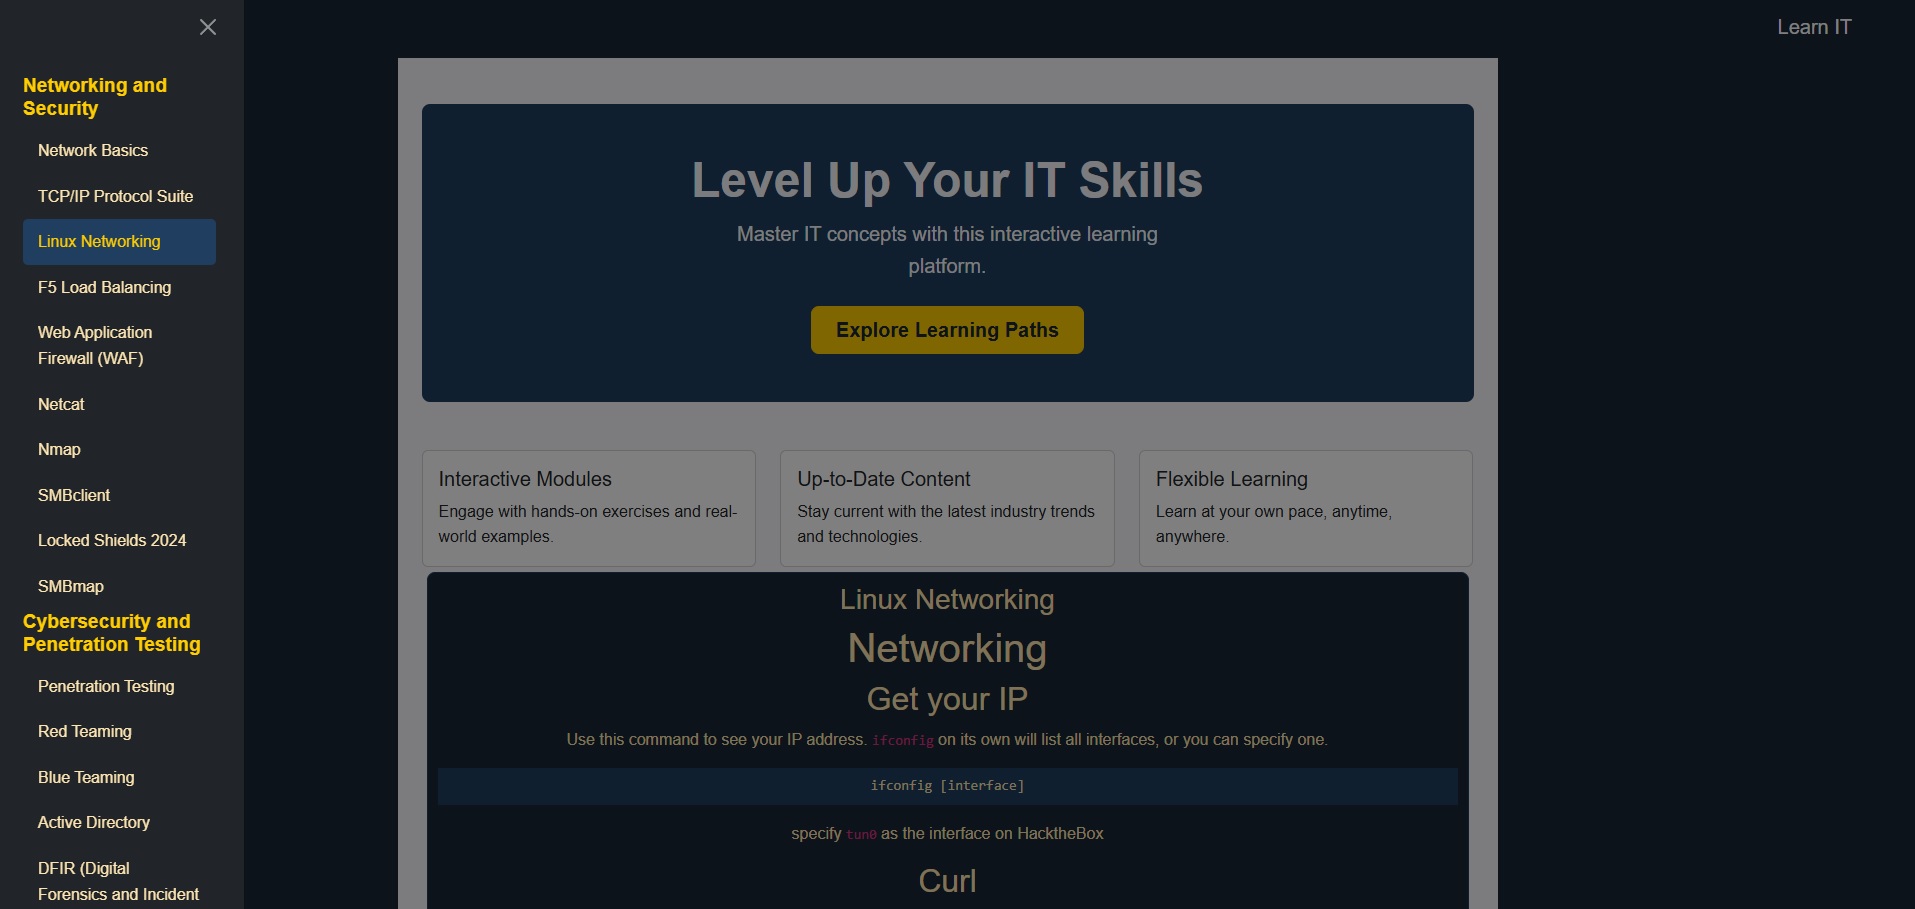 Learn IT
Networking and
Security
Network Basics
TCP/IP Protocol Suite
Linux Networking
F5 Load Balancing
Web Application
Firewall (WAF)
Netcat
Nmap
SMBclient
Locked Shields 2024
SMBmap
Cybersecurity and
Penetration Testing
Penetration Testing
Red Teaming
Blue Teaming
Active Directory
DFIR (Digital
Forensics and Incident
Level Up Your IT Skills
Master IT concepts with this interactive learning
platform.
Explore Learning Paths
Interactive Modules
Engage with hands-on exercises and real-
world examples.
Up-to-Date Content
Stay current with the latest industry trends
and technologies.
Flexible Learning
Learn at your own pace, anytime,
anywhere.
Linux Networking
Networking
Get your IP
Use this command to see your IP address. ifconfig on its own will list all interfaces, or you can specify one.
ifconfig [interface]
specify tun0 as the interface on HacktheBox
Curl